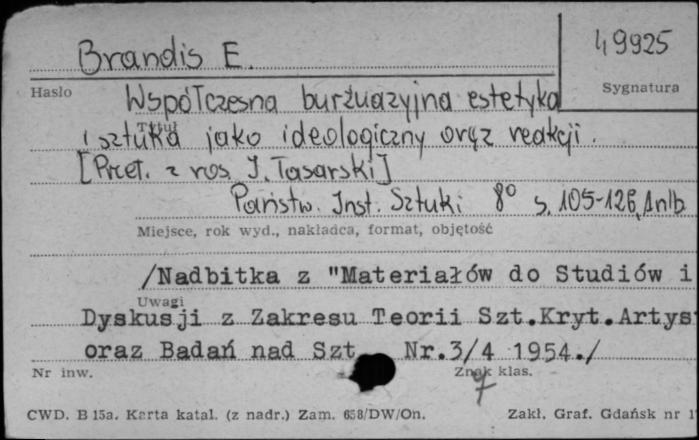 Brandis E.
49925
Hasło
Sygnatura
Współczesna burżuazyjna estetyka
Tytuł
i sztuka jako ideologiczny oręż reakcji.
[Przeł. z ros. J. Tasarski]
Państw. Inst. Sztuki 8° s. 105-126, 1nlb.
Miejsce, rok wyd., nakładca, format, objętość
/Nadbitka z "Materiałów do Studiów i
Uwagi
Dyskusji z Zakresu Teorii Szt.Kryt.Artys
oraz Badań nad Szt Nr.3/4 1954./
Nr inw.
Znak klas.
7
CWD. B 15a. Karta katal. (z nadr.) Zam. 658/DW/On.
Zakł. Graf. Gdańsk nr 1